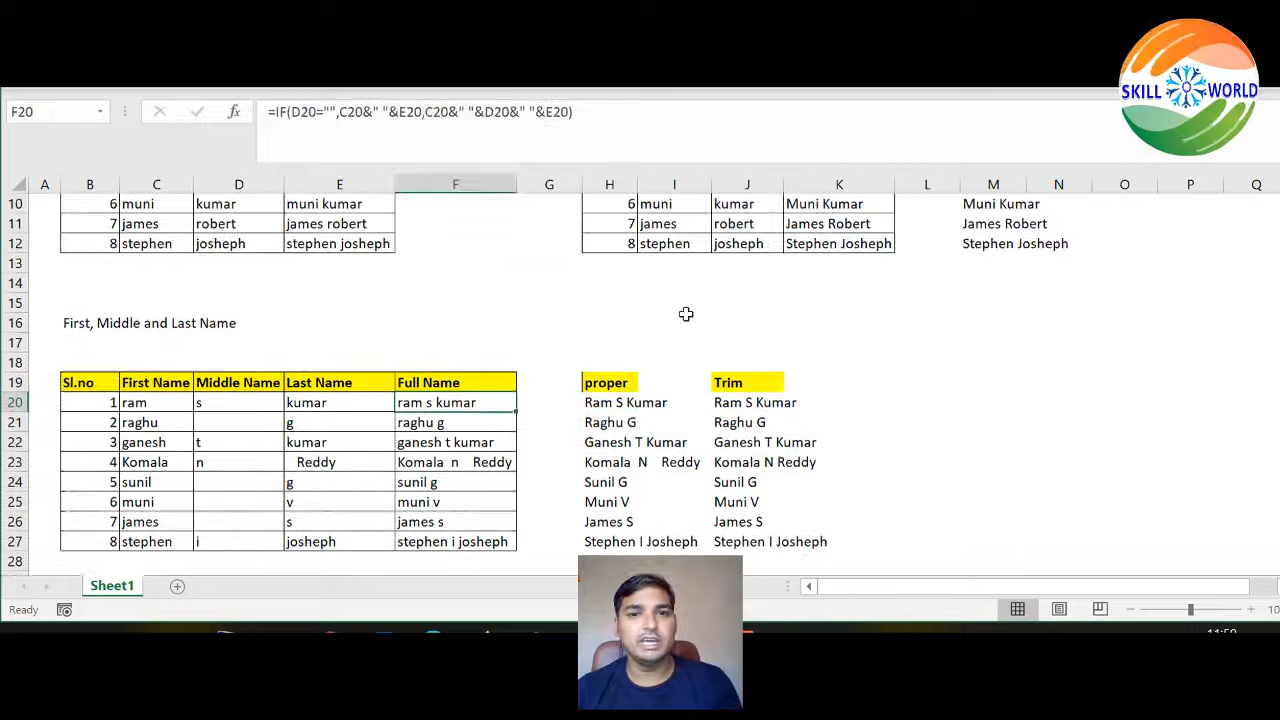 SKILL WORLD
F20 fx =IF(D20="",C20&" "&E20,C20&" "&D20&" "&E20)
A B C D E F G H I J K L M N O P Q
10 6 muni kumar muni kumar 6 muni kumar Muni Kumar Muni Kumar
11 7 james robert james robert 7 james robert James Robert James Robert
12 8 stephen josheph stephen josheph 8 stephen josheph Stephen Josheph Stephen Josheph
13
14
15
16 First, Middle and Last Name
17
18
19 Sl.no First Name Middle Name Last Name Full Name proper Trim
20 1 ram s kumar ram s kumar Ram S Kumar Ram S Kumar
21 2 raghu g raghu g Raghu G Raghu G
22 3 ganesh t kumar ganesh t kumar Ganesh T Kumar Ganesh T Kumar
23 4 Komala n Reddy Komala n Reddy Komala N Reddy Komala N Reddy
24 5 sunil g sunil g Sunil G Sunil G
25 6 muni v muni v Muni V Muni V
26 7 james s james s James S James S
27 8 stephen i josheph stephen i josheph Stephen I Josheph Stephen I Josheph
28
Sheet1
Ready